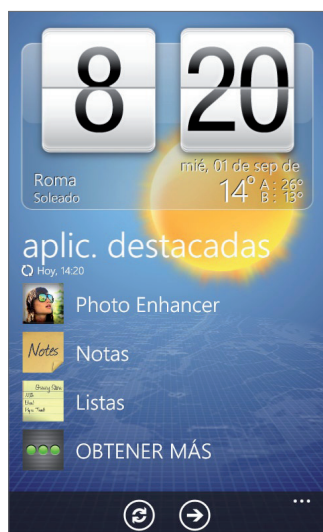 8 20
Roma
Soleado
mié, 01 de sep de
14° A : 26°
B : 13°
aplic. destacadas
Hoy, 14:20
Photo Enhancer
Notes
Notas
Listas
OBTENER MÁS
...